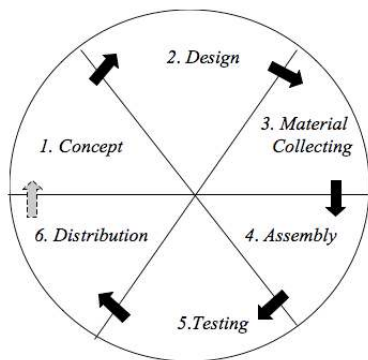 1. Concept
2. Design
3. Material
Collecting
4. Assembly
5.Testing
6. Distribution